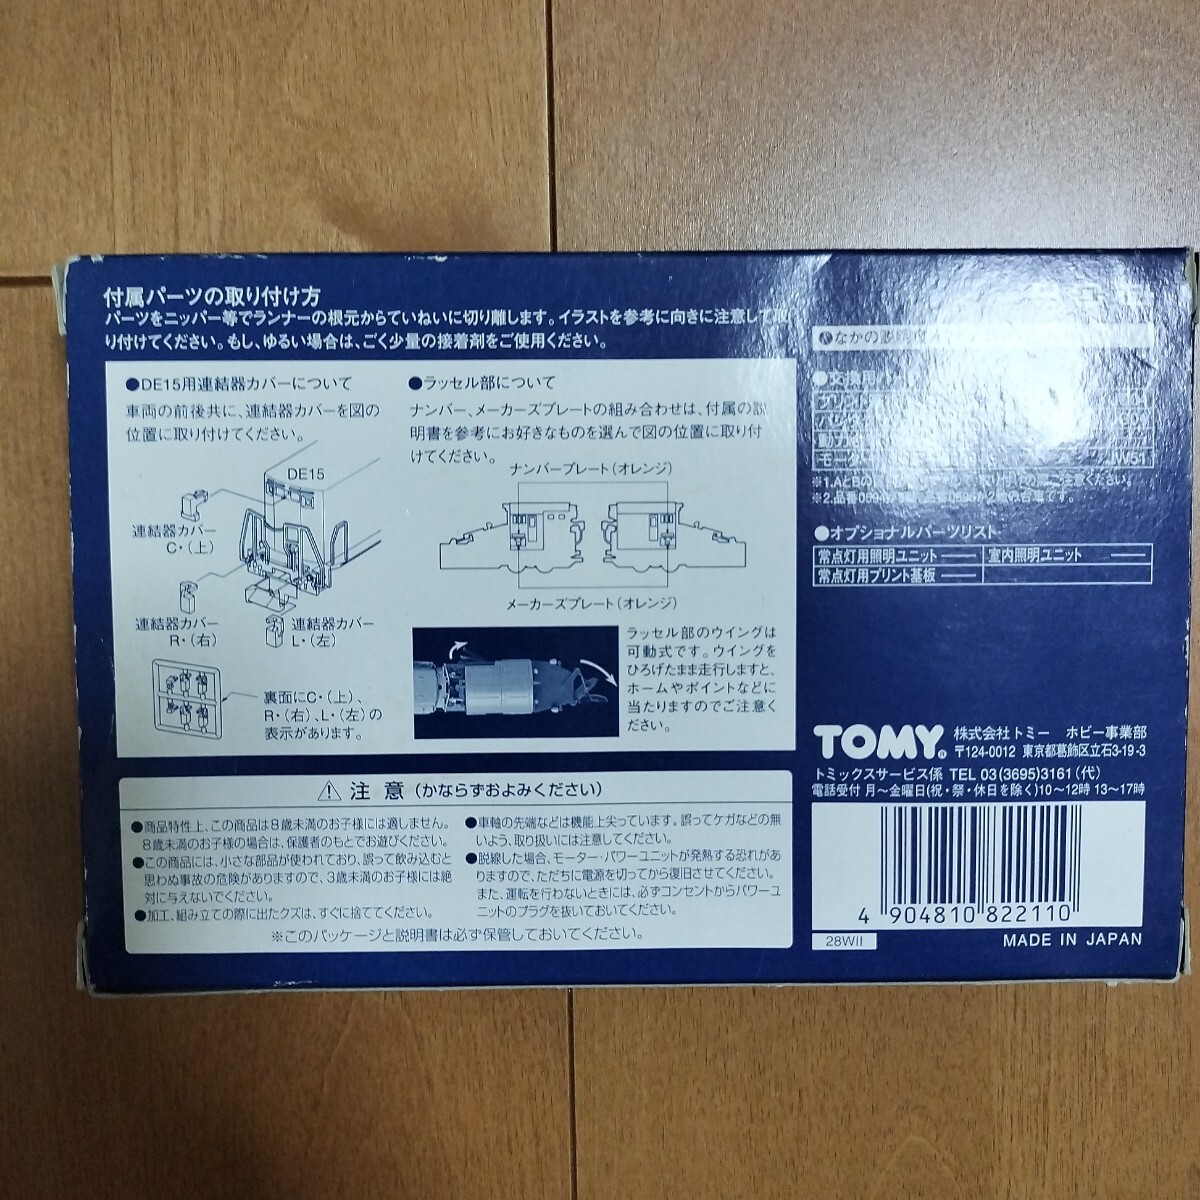 付属パーツの取り付け方
パーツをニッパー等でランナーの根元からていねいに切り離します。イラストを参考に向きに注意して
り付けてください。もし、ゆるい場合は、ごく少量の接着剤をご使用ください。
●DE15用連結器カバーについて
車両の前後共に、連結器カバーを図の
位置に取り付けてください。
DE15
連結器カバー
C・(上)
連結器カバー
R・(右)
連結器カバー
L・(左)
裏面にC・(上)、
R・(右)、L・(左)の
表示があります。
●ラッセル部について
ナンバー、メーカーズプレートの組み合わせは、付属の説
明書を参考にお好きなものを選んで図の位置に取り付
けてください。
ナンバープレート(オレンジ)
メーカーズプレート(オレンジ)
ラッセル部のウイングは
可動式です。ウイングを
ひろげたまま走行しますと、
ホームやポイントなどに
当たりますのでご注意く
ださい。
⚠ 注 意 (かならずおよみください)
●商品特性上、この商品は8歳未満のお子様には適しません。
8歳未満のお子様の場合は、保護者のもとでお遊びください。
●この商品には、小さな部品が使われており、誤って飲み込むと
思わぬ事故の危険がありますので、3歳未満のお子様には絶
対に与えないでください。
●加工、組み立ての際に出たクズは、すぐに捨ててください。
●車軸の先端などは機能上尖っています。誤ってケガなどの無
いよう、取り扱いには注意してください。
●脱線した場合、モーター・パワーユニットが発熱する恐れがあ
りますので、ただちに電源を切ってから復旧させてください。
また、運転を行わないときには、必ずコンセントからパワーユ
ニットのプラグを抜いておいてください。
※このパッケージと説明書は必ず保管しておいてください。
なかの説明
●交換用
●オプショナルパーツリスト
常点灯用照明ユニット —— 室内照明ユニット ——
常点灯用プリント基板 ——
TOMY® 株式会社トミー ホビー事業部
〒124-0012 東京都葛飾区立石3-19-3
トミックスサービス係 TEL 03(3695)3161(代)
電話受付 月〜金曜日(祝・祭・休日を除く)10〜12時 13〜17時
4 904810 822110
28WII
MADE IN JAPAN